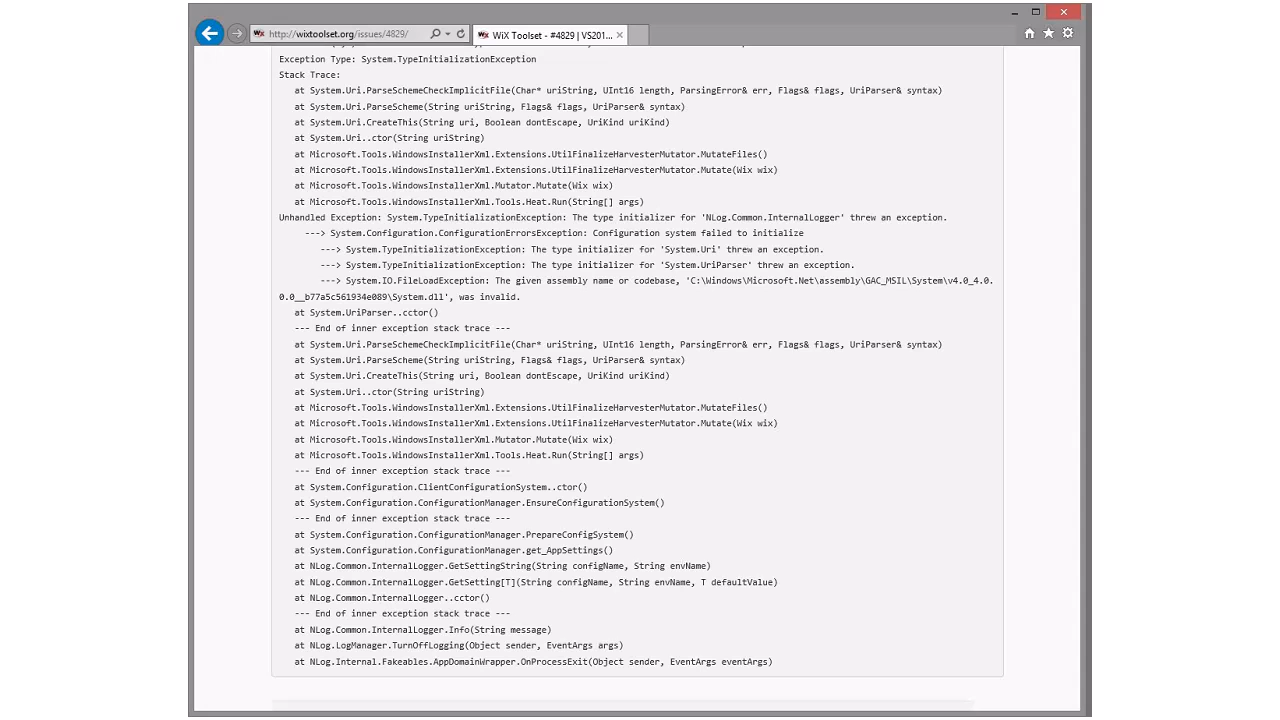 http://wixtoolset.org/issues/4829/
WiX Toolset - #4829 | VS201...
Exception Type: System.TypeInitializationException
Stack Trace:
at System.Uri.ParseSchemeCheckImplicitFile(Char* uriString, UInt16 length, ParsingError& err, Flags& flags, UriParser& syntax)
at System.Uri.ParseScheme(String uriString, Flags& flags, UriParser& syntax)
at System.Uri.CreateThis(String uri, Boolean dontEscape, UriKind uriKind)
at System.Uri..ctor(String uriString)
at Microsoft.Tools.WindowsInstallerXml.Extensions.UtilFinalizeHarvesterMutator.MutateFiles()
at Microsoft.Tools.WindowsInstallerXml.Extensions.UtilFinalizeHarvesterMutator.Mutate(Wix wix)
at Microsoft.Tools.WindowsInstallerXml.Mutator.Mutate(Wix wix)
at Microsoft.Tools.WindowsInstallerXml.Tools.Heat.Run(String[] args)
Unhandled Exception: System.TypeInitializationException: The type initializer for 'NLog.Common.InternalLogger' threw an exception.
---> System.Configuration.ConfigurationErrorsException: Configuration system failed to initialize
---> System.TypeInitializationException: The type initializer for 'System.Uri' threw an exception.
---> System.TypeInitializationException: The type initializer for 'System.UriParser' threw an exception.
---> System.IO.FileLoadException: The given assembly name or codebase, 'C:\Windows\Microsoft.Net\assembly\GAC_MSIL\System\v4.0_4.0.
0.0__b77a5c561934e089\System.dll', was invalid.
at System.UriParser..cctor()
--- End of inner exception stack trace ---
at System.Uri.ParseSchemeCheckImplicitFile(Char* uriString, UInt16 length, ParsingError& err, Flags& flags, UriParser& syntax)
at System.Uri.ParseScheme(String uriString, Flags& flags, UriParser& syntax)
at System.Uri.CreateThis(String uri, Boolean dontEscape, UriKind uriKind)
at System.Uri..ctor(String uriString)
at Microsoft.Tools.WindowsInstallerXml.Extensions.UtilFinalizeHarvesterMutator.MutateFiles()
at Microsoft.Tools.WindowsInstallerXml.Extensions.UtilFinalizeHarvesterMutator.Mutate(Wix wix)
at Microsoft.Tools.WindowsInstallerXml.Mutator.Mutate(Wix wix)
at Microsoft.Tools.WindowsInstallerXml.Tools.Heat.Run(String[] args)
--- End of inner exception stack trace ---
at System.Configuration.ClientConfigurationSystem..ctor()
at System.Configuration.ConfigurationManager.EnsureConfigurationSystem()
--- End of inner exception stack trace ---
at System.Configuration.ConfigurationManager.PrepareConfigSystem()
at System.Configuration.ConfigurationManager.get_AppSettings()
at NLog.Common.InternalLogger.GetSettingString(String configName, String envName)
at NLog.Common.InternalLogger.GetSetting[T](String configName, String envName, T defaultValue)
at NLog.Common.InternalLogger..cctor()
--- End of inner exception stack trace ---
at NLog.Common.InternalLogger.Info(String message)
at NLog.LogManager.TurnOffLogging(Object sender, EventArgs args)
at NLog.Internal.Fakeables.AppDomainWrapper.OnProcessExit(Object sender, EventArgs eventArgs)